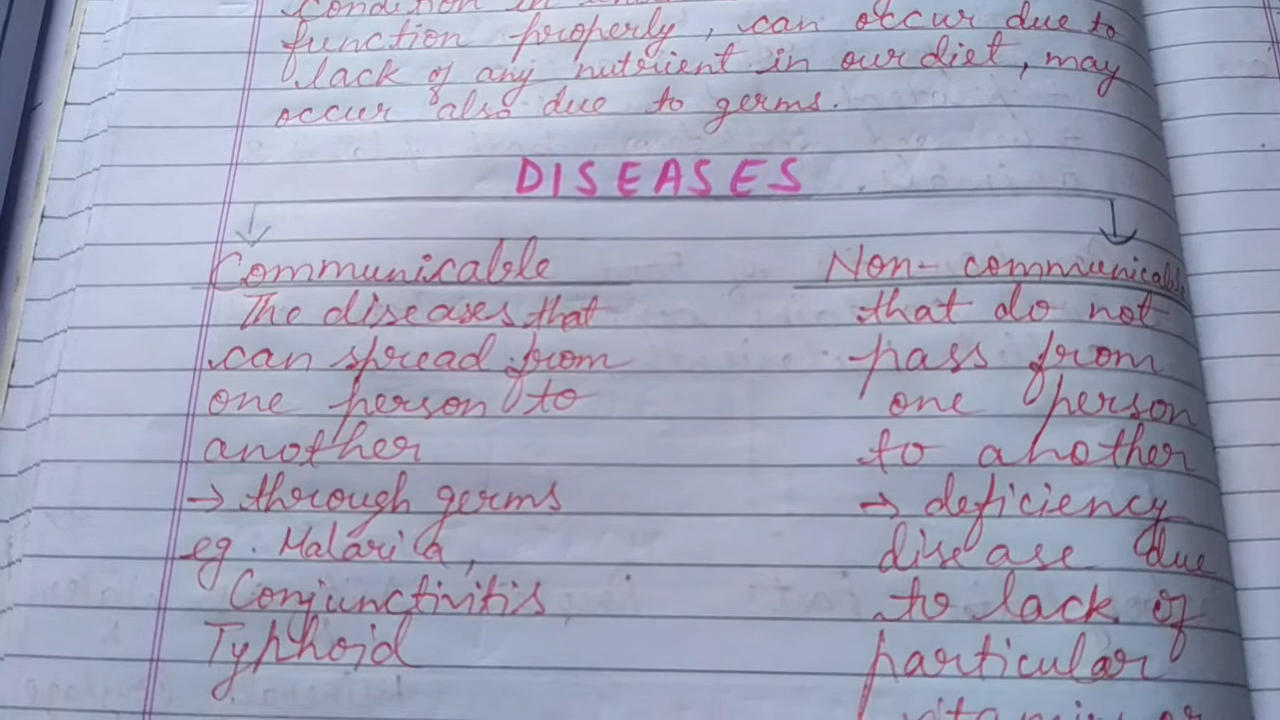 Condition in
function properly, can occur due to
lack of any nutrient in our diet, may
occur also due to germs.
DISEASES
Communicable
The diseases that
can spread from
one person to
another
→ through germs
eg. Malaria,
Conjunctivitis
Typhoid
Non-communicable
that do not
pass from
one person
to another
→ deficiency
disease due
to lack of
particular